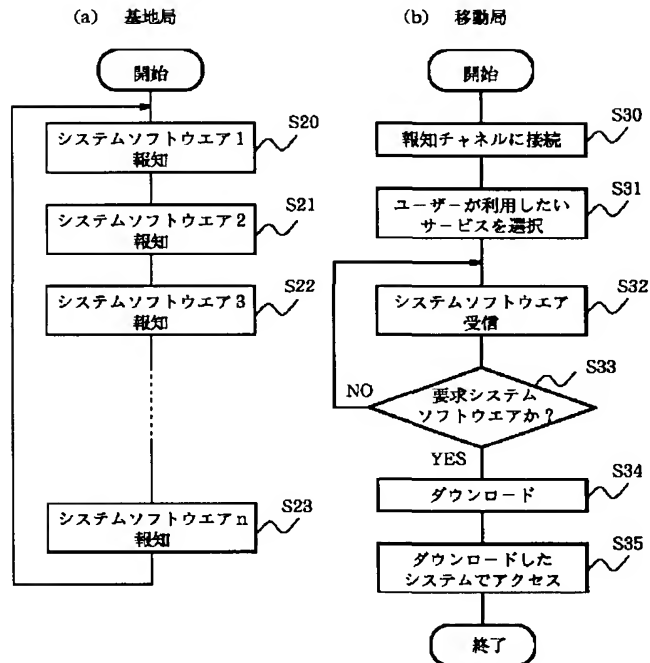 (a) 基地局
開始
システムソフトウエア1
報知
S20
システムソフトウエア2
報知
S21
システムソフトウエア3
報知
S22
システムソフトウエアn
報知
S23
(b) 移動局
開始
報知チャネルに接続
S30
ユーザーが利用したい
サービスを選択
S31
システムソフトウエア
受信
S32
要求システム
ソフトウエアか？
S33
NO
YES
ダウンロード
S34
ダウンロードした
システムでアクセス
S35
終了